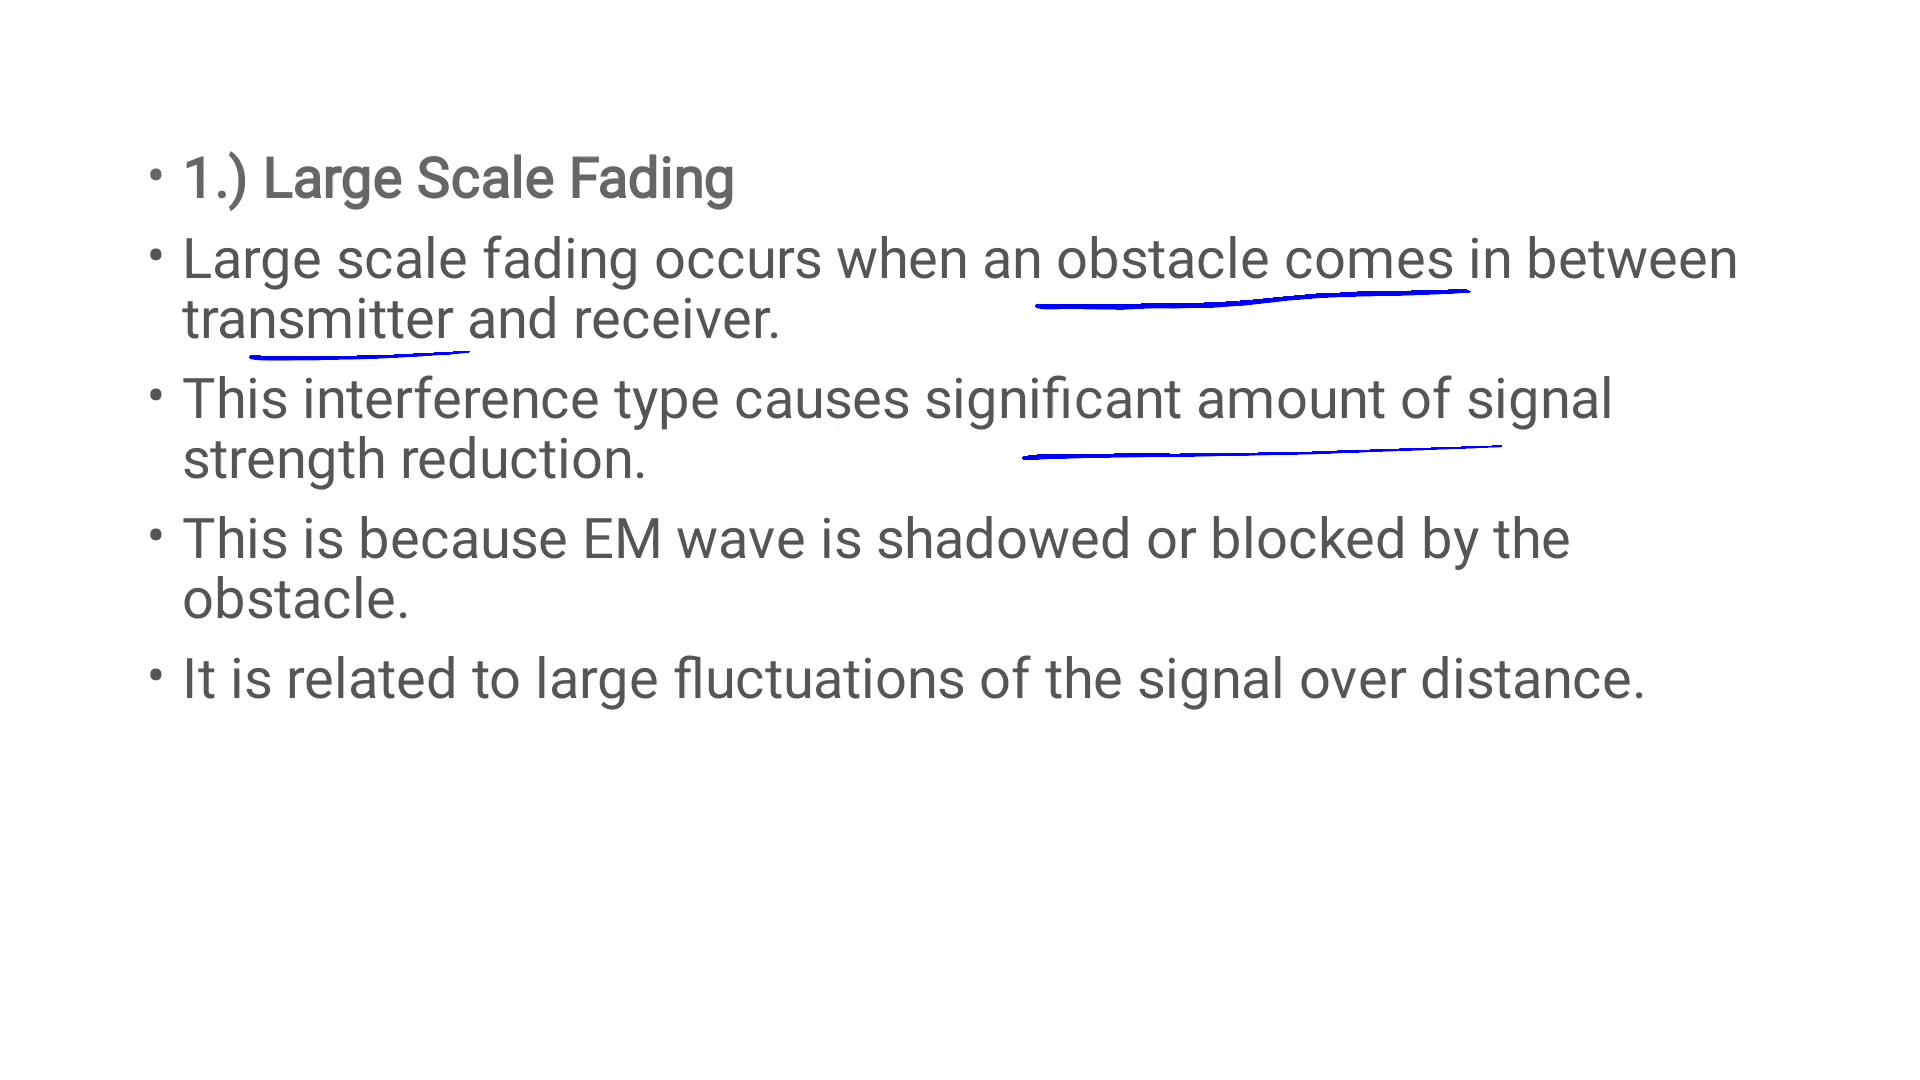 • 1.) Large Scale Fading
• Large scale fading occurs when an obstacle comes in between
transmitter and receiver.
• This interference type causes significant amount of signal
strength reduction.
• This is because EM wave is shadowed or blocked by the
obstacle.
• It is related to large fluctuations of the signal over distance.